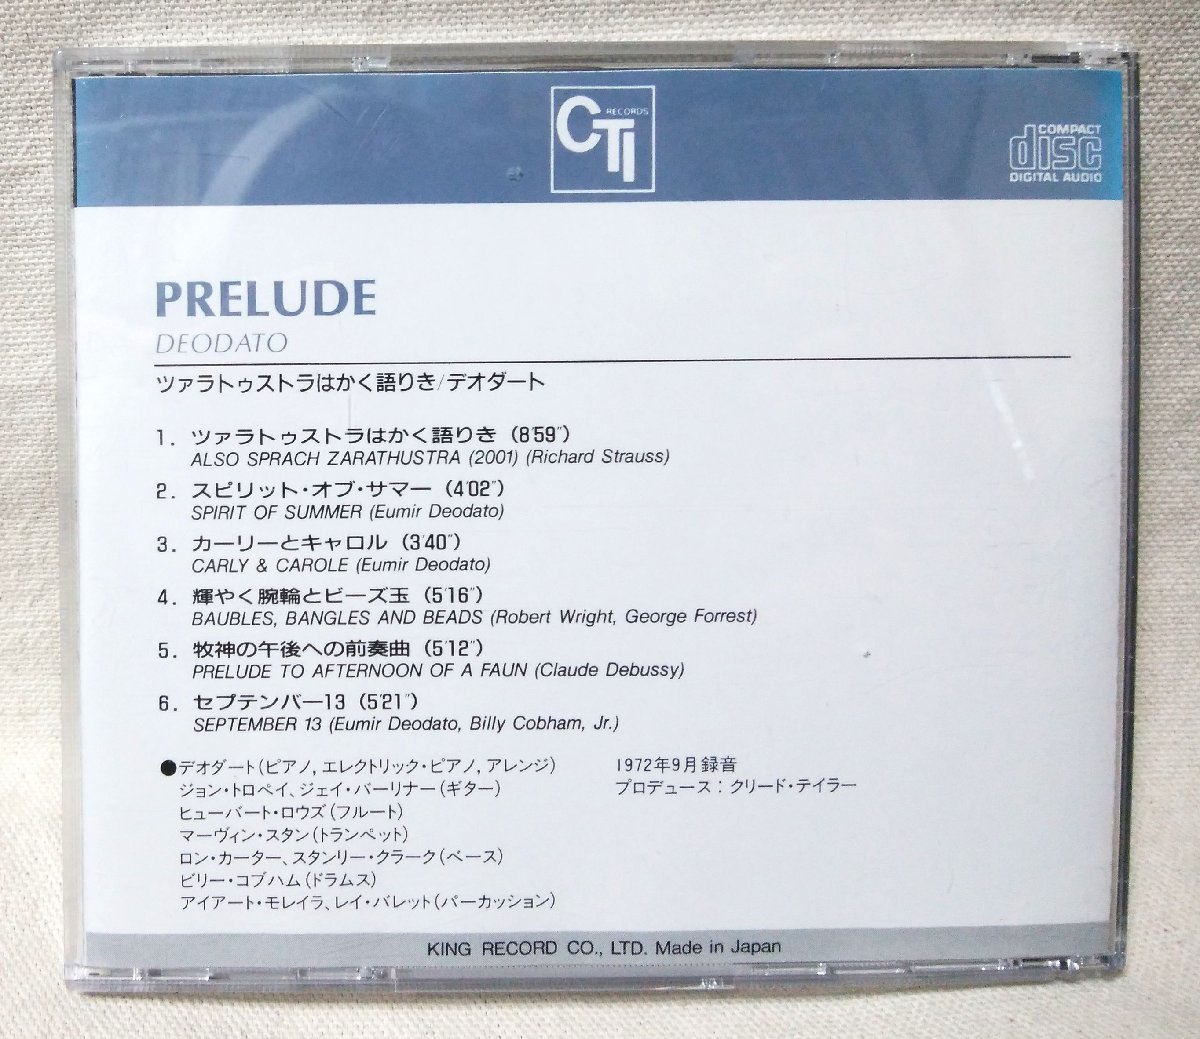 CTI RECORDS
COMPACT
disc
DIGITAL AUDIO
PRELUDE
DEODATO
ツァラトゥストラはかく語りき/デオダート
1. ツァラトゥストラはかく語りき (8'59")
ALSO SPRACH ZARATHUSTRA (2001) (Richard Strauss)
2. スピリット・オブ・サマー (4'02")
SPIRIT OF SUMMER (Eumir Deodato)
3. カーリーとキャロル (3'40")
CARLY & CAROLE (Eumir Deodato)
4. 輝やく腕輪とビーズ玉 (5'16")
BAUBLES, BANGLES AND BEADS (Robert Wright, George Forrest)
5. 牧神の午後への前奏曲 (5'12")
PRELUDE TO AFTERNOON OF A FAUN (Claude Debussy)
6. セプテンバー13 (5'21")
SEPTEMBER 13 (Eumir Deodato, Billy Cobham, Jr.)
●デオダート(ピアノ, エレクトリック・ピアノ, アレンジ)
ジョン・トロペイ、ジェイ・バーリナー(ギター)
ヒューバート・ロウズ(フルート)
マーヴィン・スタン(トランペット)
ロン・カーター、スタンリー・クラーク(ベース)
ビリー・コブハム(ドラムス)
アイアート・モレイラ、レイ・バレット(パーカッション)
1972年9月録音
プロデュース:クリード・テイラー
KING RECORD CO., LTD. Made in Japan